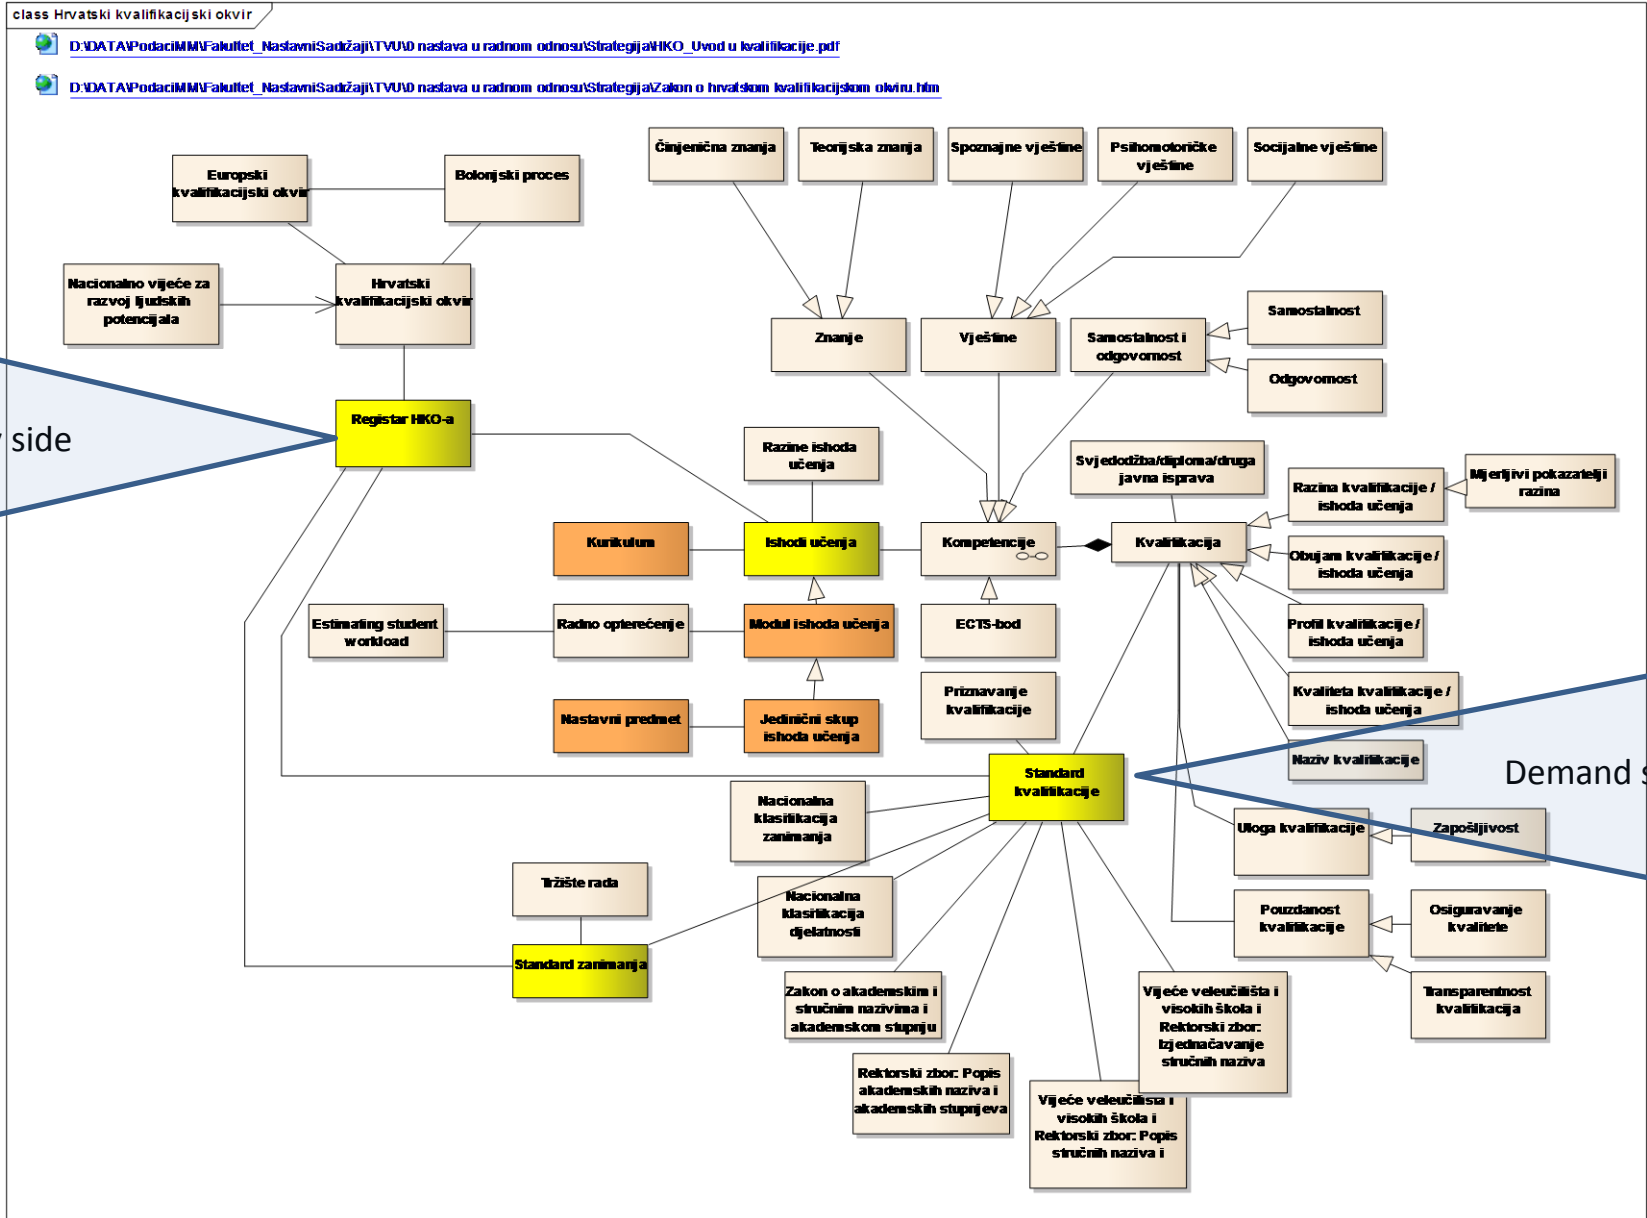 class Hrvatski kvalifikacijski okvir
D:\DATA\PodaciMM\Fakultet_NastavniSadržaji\TVU\0 nastava u radnom odnosu\Strategija\HKO_Uvod u kvalifikacije.pdf
D:\DATA\PodaciMM\Fakultet_NastavniSadržaji\TVU\0 nastava u radnom odnosu\Strategija\Zakon o hrvatskom kvalifikacijskom okviru.htm
Činjenična znanja
Teorijska znanja
Spoznajne vještine
Psihomotoričke
vještine
Socijalne vještine
Europski
kvalifikacijski okvir
Bolonjski proces
Nacionalno vijeće za
razvoj ljudskih
potencijala
Hrvatski
kvalifikacijski okvir
Znanje
Vještine
Samostalnost i
odgovornost
Samostalnost
Odgovornost
side
Registar HKO-a
Razine ishoda
učenja
Svjedodžba/diploma/druga
javna isprava
Razina kvalifikacije /
ishoda učenja
Mjerljivi pokazatelji
razina
Kurikulum
Ishodi učenja
Kompetencije
Kvalifikacija
Obujam kvalifikacije /
ishoda učenja
Estimating student
workload
Radno opterećenje
Modul ishoda učenja
ECTS-bod
Profil kvalifikacije /
ishoda učenja
Nastavni predmet
Jedinični skup
ishoda učenja
Priznavanje
kvalifikacije
Kvaliteta kvalifikacije /
ishoda učenja
Naziv kvalifikacije
Demand s
Standard
kvalifikacije
Nacionalna
klasifikacija
zanimanja
Uloga kvalifikacije
Zapošljivost
Tržište rada
Nacionalna
klasifikacija
djelatnosti
Pouzdanost
kvalifikacije
Osiguravanje
kvalitete
Standard zanimanja
Zakon o akademskim i
stručnim nazivima i
akademskom stupnju
Vijeće veleučilišta i
visokih škola i
Rektorski zbor:
Izjednačavanje
stručnih naziva
Transparentnost
kvalifikacija
Rektorski zbor: Popis
akademskih naziva i
akademskih stupnjeva
Vijeće veleučilišta i
visokih škola i
Rektorski zbor: Popis
stručnih naziva i